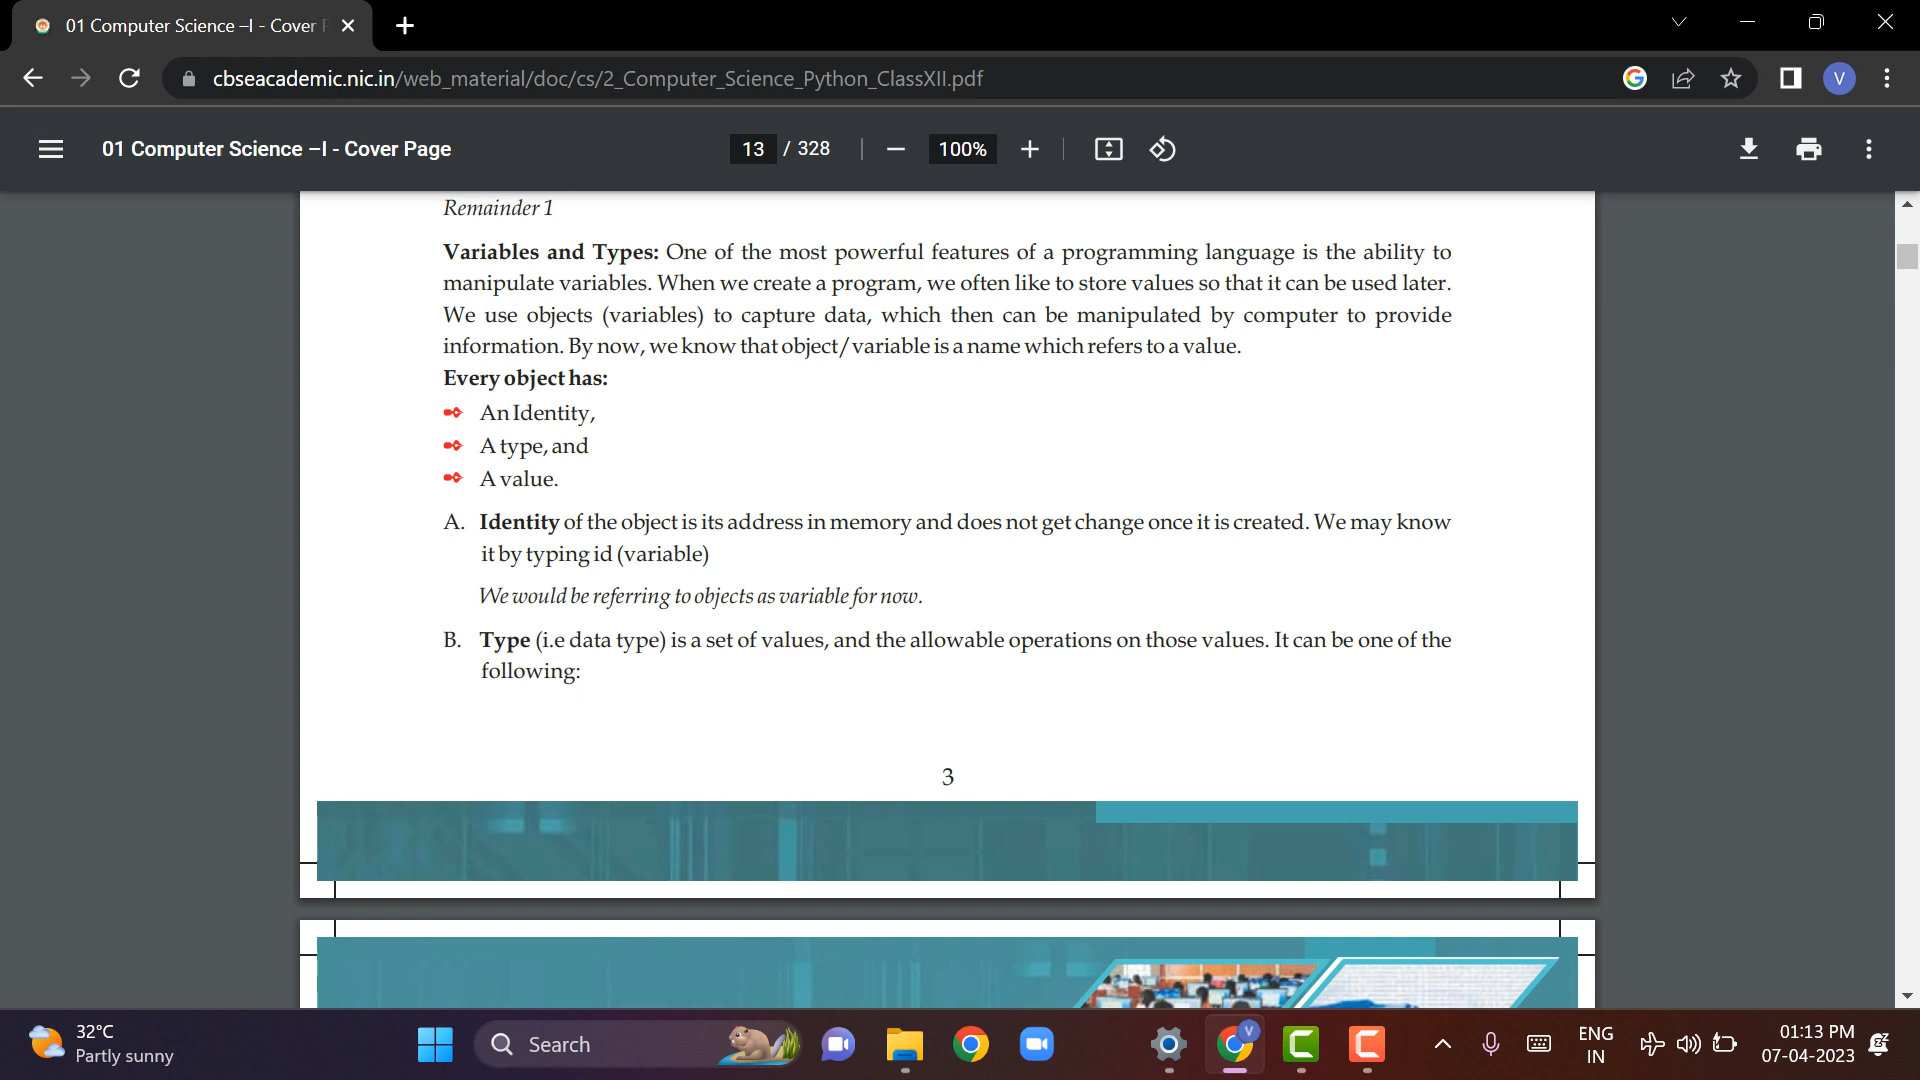 01 Computer Science –I - Cover
cbseacademic.nic.in/web_material/doc/cs/2_Computer_Science_Python_ClassXII.pdf
V
01 Computer Science –I - Cover Page
13 / 328
100%
Remainder 1
Variables and Types: One of the most powerful features of a programming language is the ability to
manipulate variables. When we create a program, we often like to store values so that it can be used later.
We use objects (variables) to capture data, which then can be manipulated by computer to provide
information. By now, we know that object/variable is a name which refers to a value.
Every object has:
An Identity,
A type, and
A value.
A. Identity of the object is its address in memory and does not get change once it is created. We may know
it by typing id (variable)
We would be referring to objects as variable for now.
B. Type (i.e data type) is a set of values, and the allowable operations on those values. It can be one of the
following:
3
32°C
Partly sunny
Search
V
ENG
IN
01:13 PM
07-04-2023